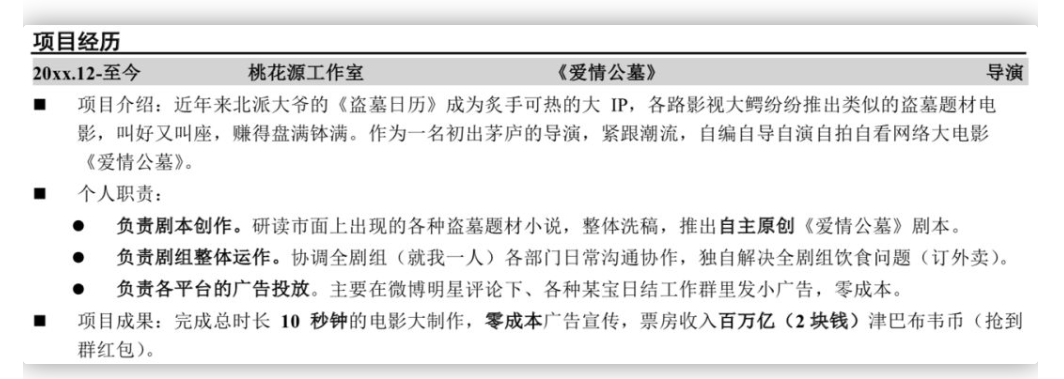 项目经历
20xx.12-至今 桃花源工作室 《爱情公墓》 导演
■ 项目介绍：近年来北派大爷的《盗墓日历》成为炙手可热的大 IP，各路影视大鳄纷纷推出类似的盗墓题材电
影，叫好又叫座，赚得盘满钵满。作为一名初出茅庐的导演，紧跟潮流，自编自导自演自拍自看网络大电影
《爱情公墓》。
■ 个人职责：
● 负责剧本创作。研读市面上出现的各种盗墓题材小说，整体洗稿，推出自主原创《爱情公墓》剧本。
● 负责剧组整体运作。协调全剧组（就我一人）各部门日常沟通协作，独自解决全剧组饮食问题（订外卖）。
● 负责各平台的广告投放。主要在微博明星评论下、各种某宝日结工作群里发小广告，零成本。
■ 项目成果：完成总时长 10 秒钟的电影大制作，零成本广告宣传，票房收入百万亿（2 块钱）津巴布韦币（抢到
群红包）。